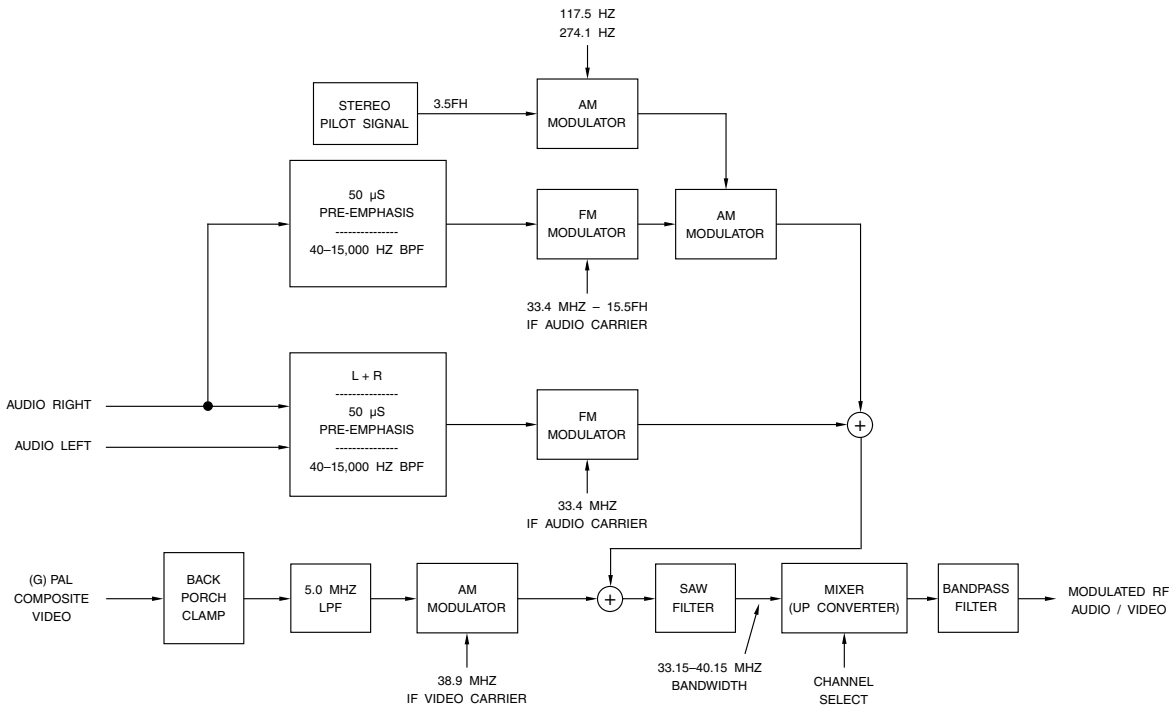 117.5 HZ
274.1 HZ
STEREO
PILOT SIGNAL
3.5FH
AM
MODULATOR
50 µS
PRE-EMPHASIS
---------------
40–15,000 HZ BPF
FM
MODULATOR
AM
MODULATOR
33.4 MHZ – 15.5FH
IF AUDIO CARRIER
AUDIO RIGHT
AUDIO LEFT
L + R
---------------
50 µS
PRE-EMPHASIS
---------------
40–15,000 HZ BPF
FM
MODULATOR
+
33.4 MHZ
IF AUDIO CARRIER
(G) PAL
COMPOSITE
VIDEO
BACK
PORCH
CLAMP
5.0 MHZ
LPF
AM
MODULATOR
+
SAW
FILTER
MIXER
(UP CONVERTER)
BANDPASS
FILTER
MODULATED RF
AUDIO / VIDEO
38.9 MHZ
IF VIDEO CARRIER
33.15–40.15 MHZ
BANDWIDTH
CHANNEL
SELECT